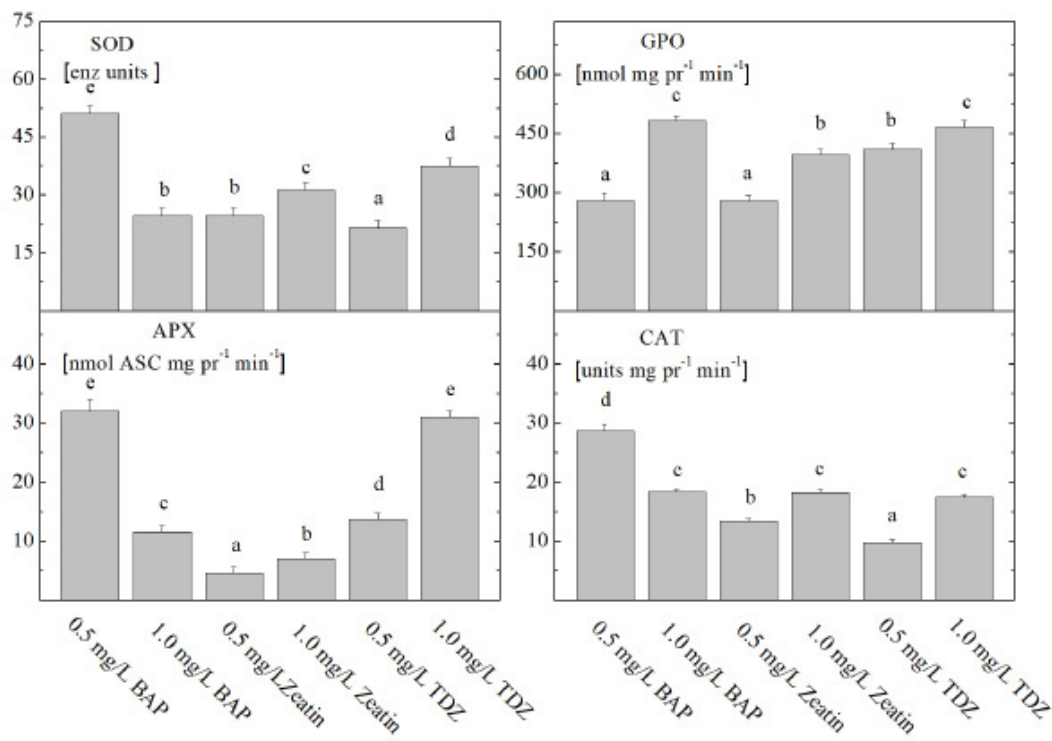 75
60
45
30
15
SOD
[enz units ]
e
b
b
c
a
d
600
450
300
150
GPO
[nmol mg pr⁻¹ min⁻¹]
a
c
a
b
b
c
40
30
20
10
APX
[nmol ASC mg pr⁻¹ min⁻¹]
e
c
a
b
d
e
40
30
20
10
CAT
[units mg pr⁻¹ min⁻¹]
d
c
b
c
a
c
0.5 mg/L BAP
1.0 mg/L BAP
0.5 mg/L Zeatin
1.0 mg/L Zeatin
0.5 mg/L TDZ
1.0 mg/L TDZ
0.5 mg/L BAP
1.0 mg/L BAP
0.5 mg/L Zeatin
1.0 mg/L Zeatin
0.5 mg/L TDZ
1.0 mg/L TDZ